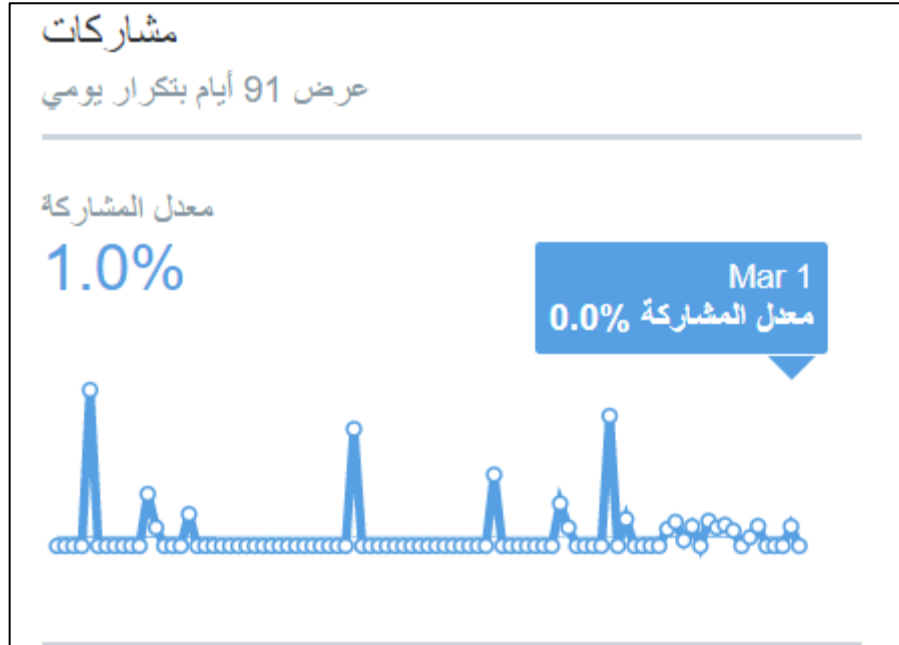 مشاركات
عرض 91 أيام بتكرار يومي
معدل المشاركة
1.0%
Mar 1
معدل المشاركة 0.0%